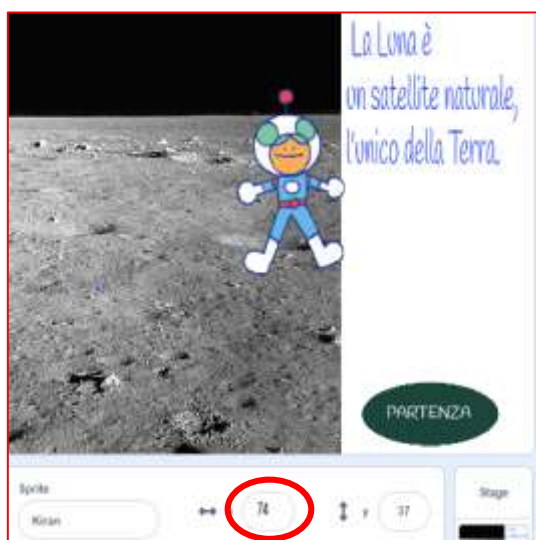 La Luna è
un satellite naturale,
l'unico della Terra.
PARTENZA
Sprite
Stage
Kiran
74
y
37